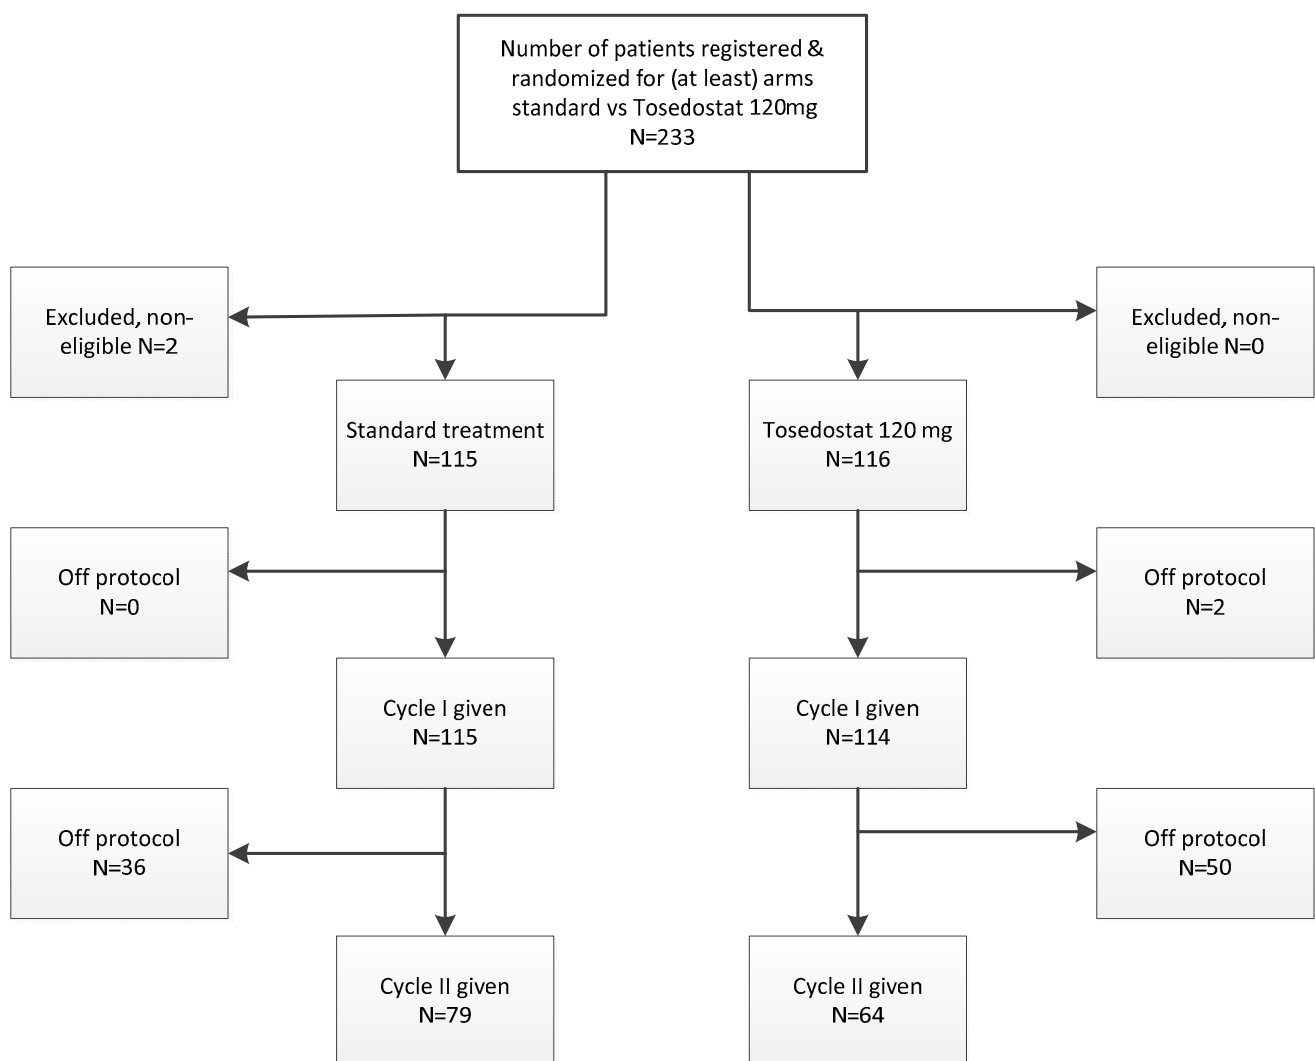 Number of patients registered &
randomized for (at least) arms
standard vs Tosedostat 120mg
N=233
Excluded, non-
eligible N=2
Excluded, non-
eligible N=0
Standard treatment
N=115
Tosedostat 120 mg
N=116
Off protocol
N=0
Off protocol
N=2
Cycle I given
N=115
Cycle I given
N=114
Off protocol
N=36
Off protocol
N=50
Cycle II given
N=79
Cycle II given
N=64